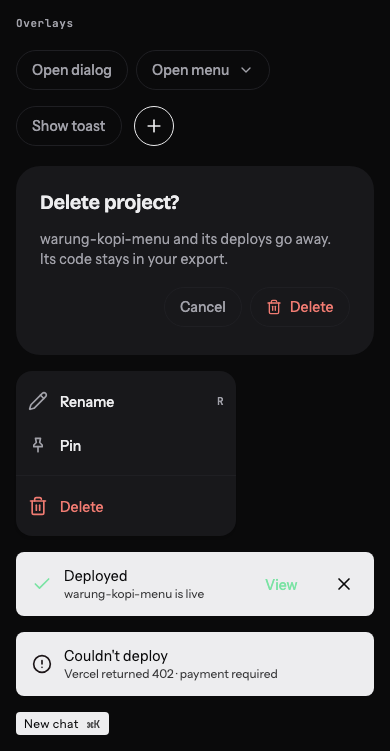 Overlays
Open dialog
Open menu
Show toast
Delete project?
warung-kopi-menu and its deploys go away.
Its code stays in your export.
Cancel
Delete
Rename R
Pin
Delete
Deployed
warung-kopi-menu is live
View
Couldn't deploy
Vercel returned 402 · payment required
New chat ⌘K